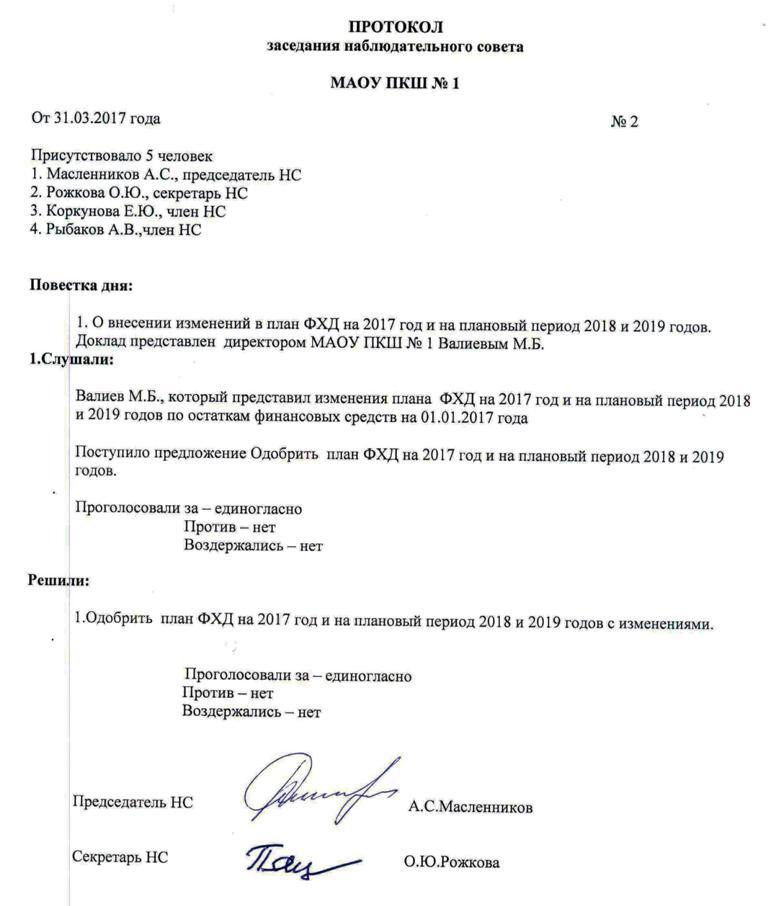 ПРОТОКОЛ
заседания наблюдательного совета
МАОУ ПКШ № 1
От 31.03.2017 года № 2
Присутствовало 5 человек
1. Масленников А.С., председатель НС
2. Рожкова О.Ю., секретарь НС
3. Коркунова Е.Ю., член НС
4. Рыбаков А.В.,член НС
Повестка дня:
1. О внесении изменений в план ФХД на 2017 год и на плановый период 2018 и 2019 годов.
Доклад представлен директором МАОУ ПКШ № 1 Валиевым М.Б.
1.Слушали:
Валиев М.Б., который представил изменения плана ФХД на 2017 год и на плановый период 2018
и 2019 годов по остаткам финансовых средств на 01.01.2017 года
Поступило предложение Одобрить план ФХД на 2017 год и на плановый период 2018 и 2019
годов.
Проголосовали за – единогласно
Против – нет
Воздержались – нет
Решили:
1.Одобрить план ФХД на 2017 год и на плановый период 2018 и 2019 годов с изменениями.
Проголосовали за – единогласно
Против – нет
Воздержались – нет
Председатель НС А.С.Масленников
Секретарь НС О.Ю.Рожкова